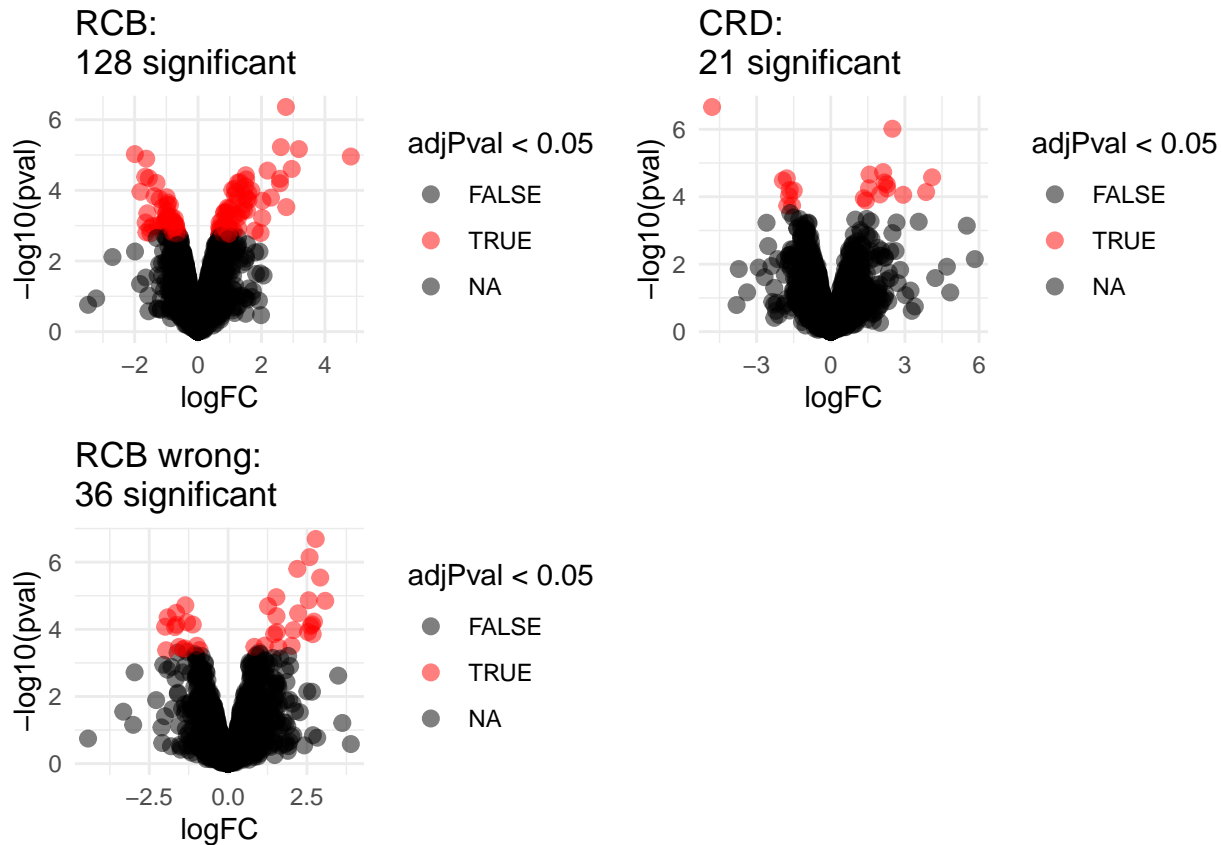 RCB:
128 significant
−log10(pval)
6
4
2
0
−2 0 2 4
logFC
adjPval < 0.05
FALSE
TRUE
NA
CRD:
21 significant
−log10(pval)
6
4
2
0
−3 0 3 6
logFC
adjPval < 0.05
FALSE
TRUE
NA
RCB wrong:
36 significant
−log10(pval)
6
4
2
0
−2.5 0.0 2.5
logFC
adjPval < 0.05
FALSE
TRUE
NA